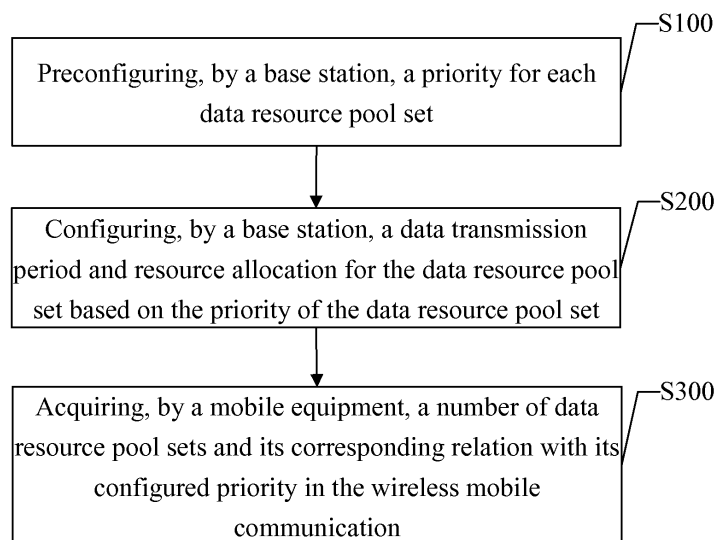 S100
Preconfiguring, by a base station, a priority for each
data resource pool set
S200
Configuring, by a base station, a data transmission
period and resource allocation for the data resource pool
set based on the priority of the data resource pool set
S300
Acquiring, by a mobile equipment, a number of data
resource pool sets and its corresponding relation with its
configured priority in the wireless mobile
communication